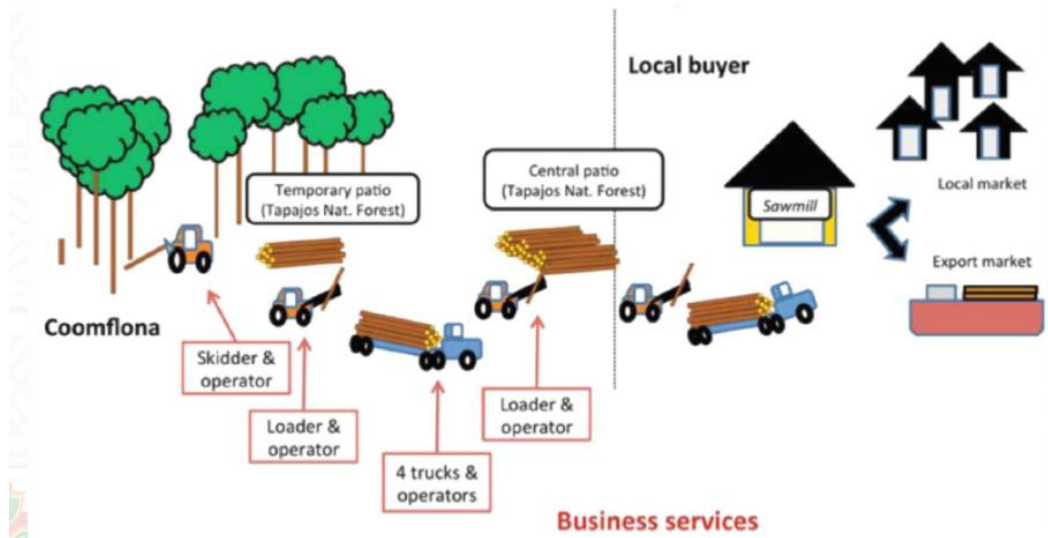 Local buyer
Temporary patio
(Tapajos Nat. Forest)
Central patio
(Tapajos Nat. Forest)
Sawmill
Local market
Export market
Coomflona
Skidder &
operator
Loader &
operator
4 trucks &
operators
Loader &
operator
Business services